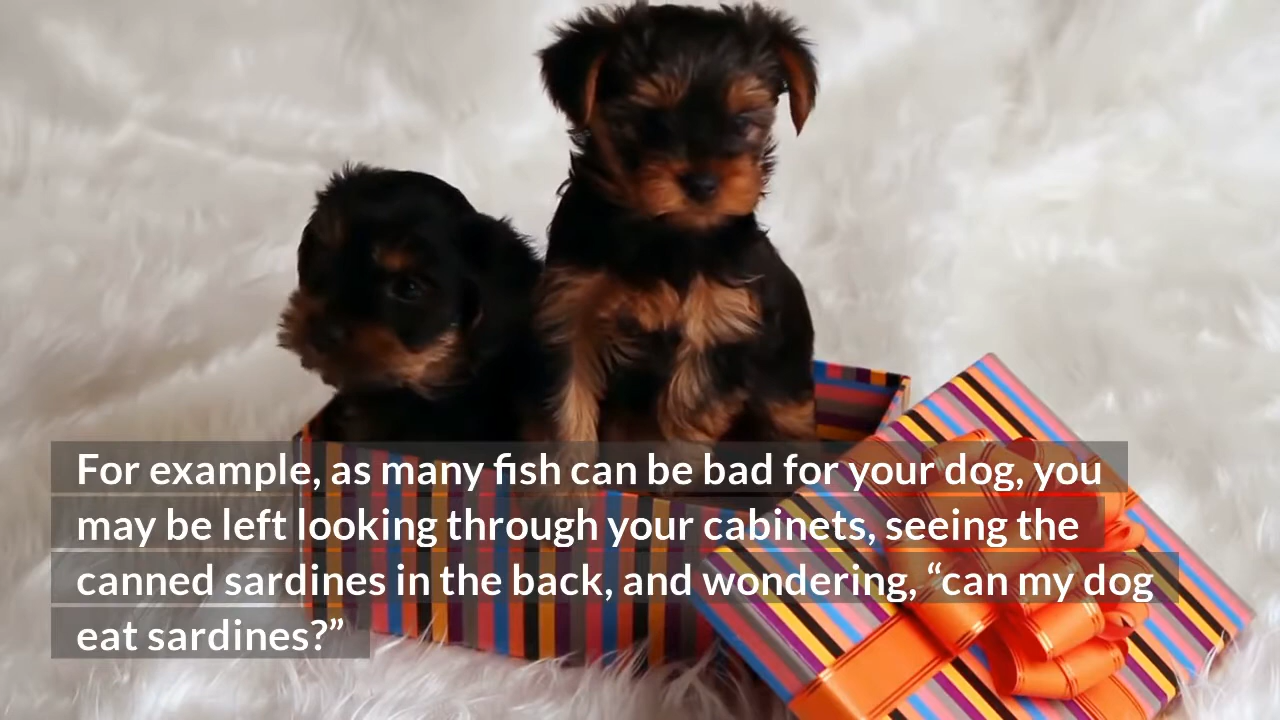 For example, as many fish can be bad for your dog, you
may be left looking through your cabinets, seeing the
canned sardines in the back, and wondering, “can my dog
eat sardines?”